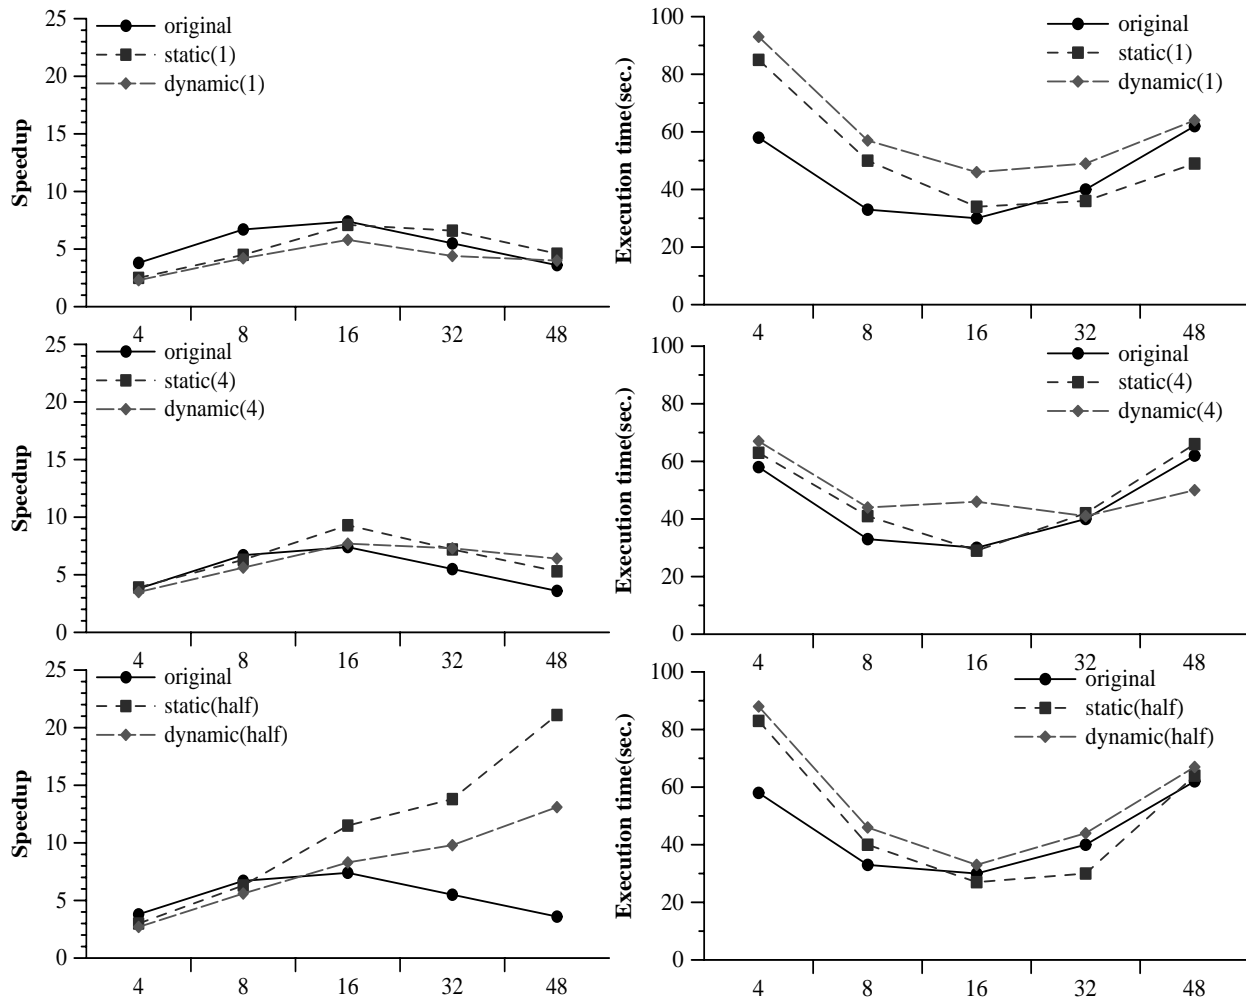 Speedup
25
20
15
10
5
0
original
static(1)
dynamic(1)
4 8 16 32 48
Execution time(sec.)
100
80
60
40
20
0
original
static(1)
dynamic(1)
4 8 16 32 48
Speedup
25
20
15
10
5
0
original
static(4)
dynamic(4)
4 8 16 32 48
Execution time(sec.)
100
80
60
40
20
0
original
static(4)
dynamic(4)
4 8 16 32 48
Speedup
25
20
15
10
5
0
original
static(half)
dynamic(half)
4 8 16 32 48
Execution time(sec.)
100
80
60
40
20
0
original
static(half)
dynamic(half)
4 8 16 32 48